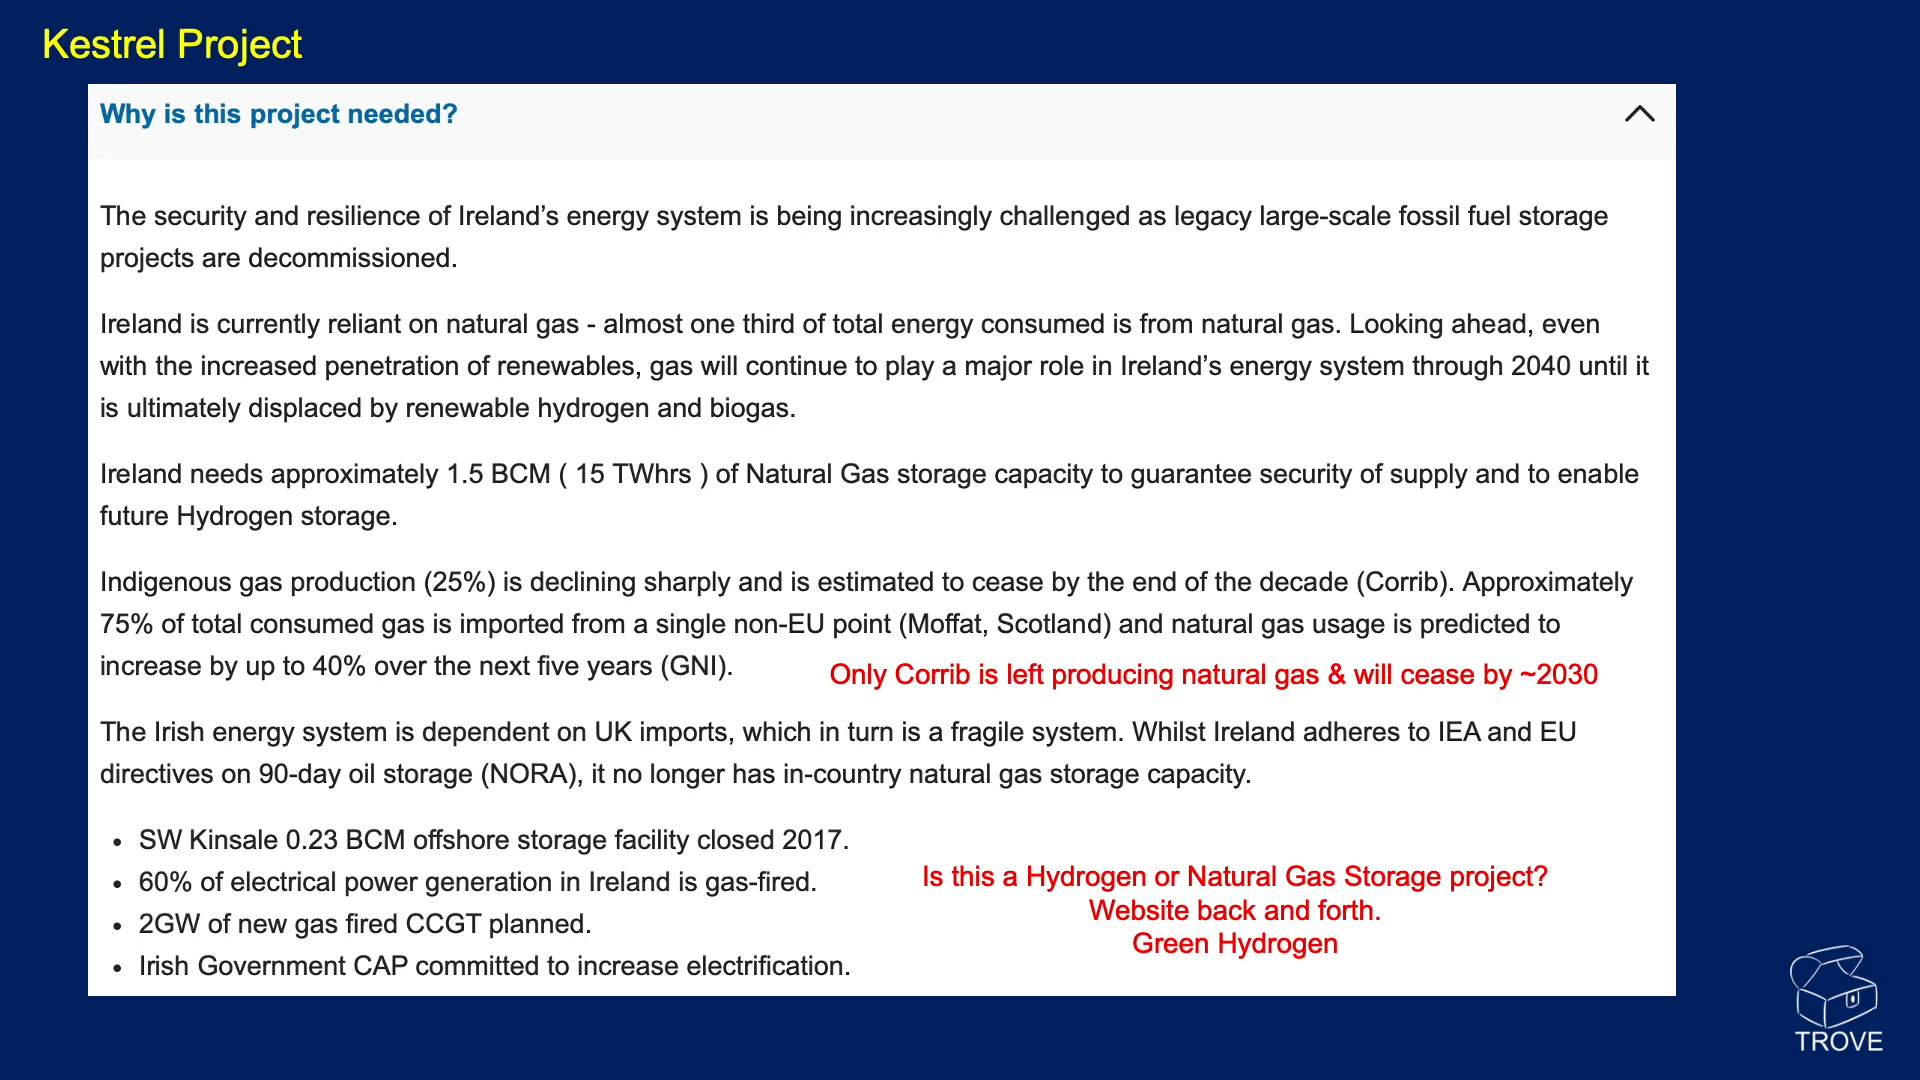 Kestrel Project
Why is this project needed?
The security and resilience of Ireland’s energy system is being increasingly challenged as legacy large-scale fossil fuel storage
projects are decommissioned.
Ireland is currently reliant on natural gas - almost one third of total energy consumed is from natural gas. Looking ahead, even
with the increased penetration of renewables, gas will continue to play a major role in Ireland’s energy system through 2040 until it
is ultimately displaced by renewable hydrogen and biogas.
Ireland needs approximately 1.5 BCM ( 15 TWhrs ) of Natural Gas storage capacity to guarantee security of supply and to enable
future Hydrogen storage.
Indigenous gas production (25%) is declining sharply and is estimated to cease by the end of the decade (Corrib). Approximately
75% of total consumed gas is imported from a single non-EU point (Moffat, Scotland) and natural gas usage is predicted to
increase by up to 40% over the next five years (GNI).
Only Corrib is left producing natural gas & will cease by ~2030
The Irish energy system is dependent on UK imports, which in turn is a fragile system. Whilst Ireland adheres to IEA and EU
directives on 90-day oil storage (NORA), it no longer has in-country natural gas storage capacity.
• SW Kinsale 0.23 BCM offshore storage facility closed 2017.
• 60% of electrical power generation in Ireland is gas-fired.
• 2GW of new gas fired CCGT planned.
• Irish Government CAP committed to increase electrification.
Is this a Hydrogen or Natural Gas Storage project?
Website back and forth.
Green Hydrogen
TROVE